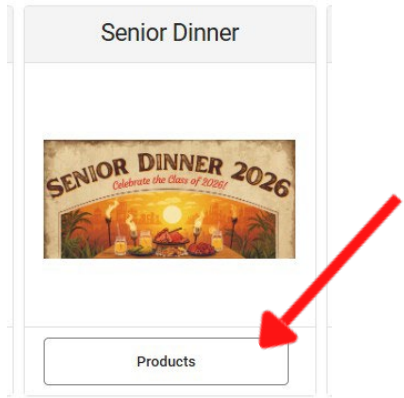 Senior Dinner
SENIOR DINNER 2026
Celebrate the Class of 2026!
Products